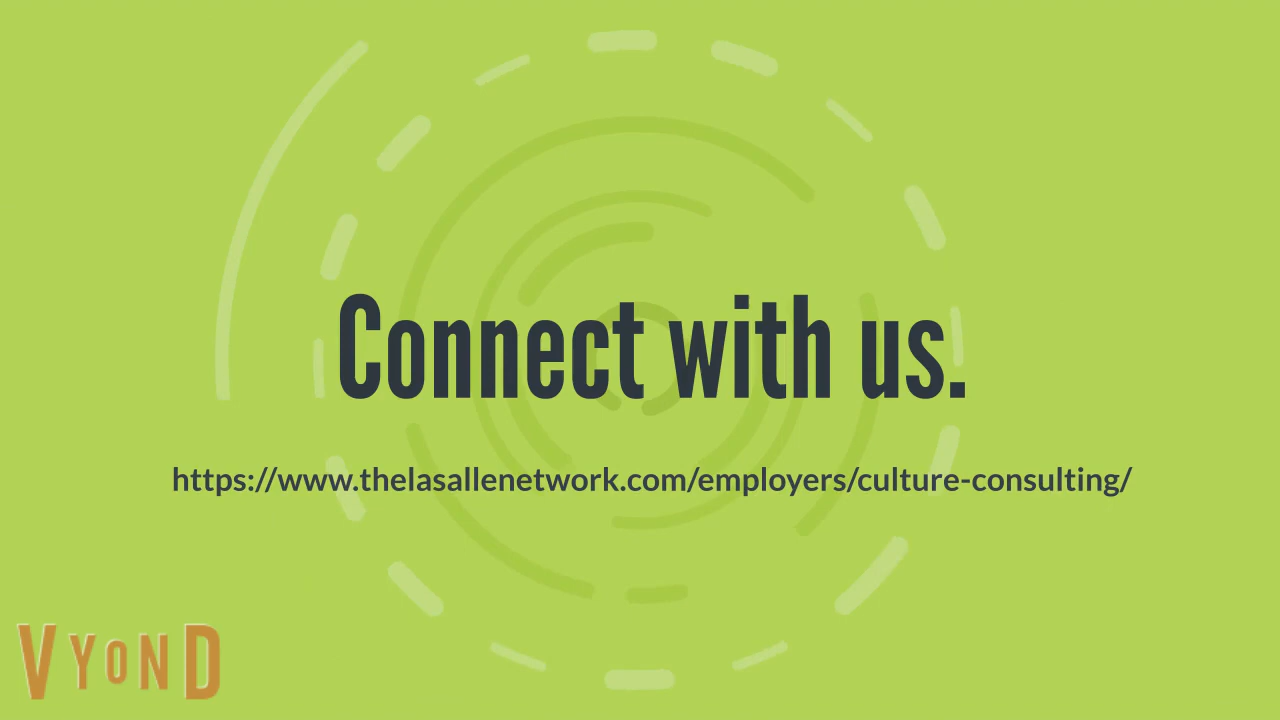 Connect with us.
https://www.thelasallenetwork.com/employers/culture-consulting/
VYOND